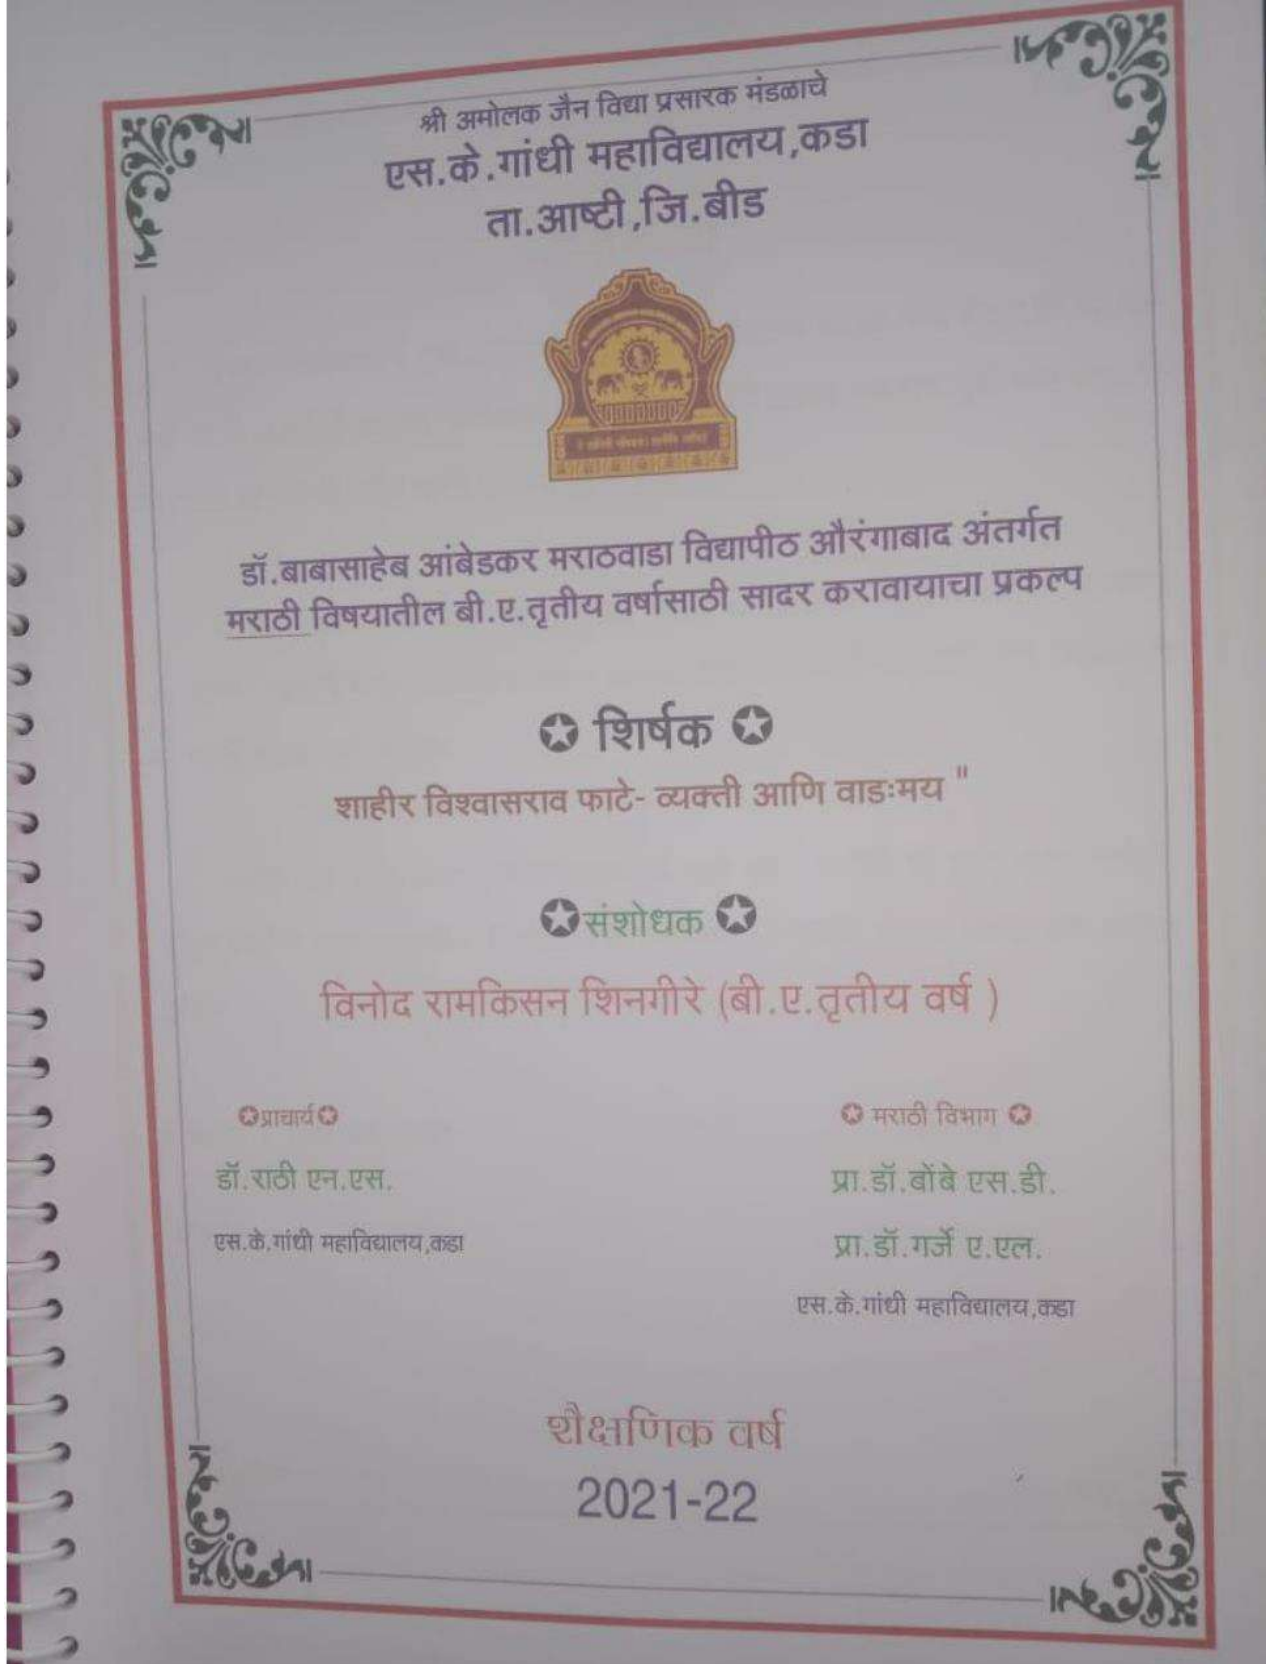 श्री अमोलक जैन विद्या प्रसारक मंडळाचे
एस.के.गांधी महाविद्यालय,कडा
ता.आष्टी,जि.बीड
डॉ.बाबासाहेब आंबेडकर मराठवाडा विद्यापीठ औरंगाबाद अंतर्गत
मराठी विषयातील बी.ए.तृतीय वर्षासाठी सादर करावायाचा प्रकल्प
✪ शिर्षक ✪
शाहीर विश्वासराव फाटे- व्यक्ती आणि वाडःमय "
✪संशोधक ✪
विनोद रामकिसन शिनगीरे (बी.ए.तृतीय वर्ष )
✪प्राचार्य✪
डॉ.राठी एन.एस.
एस.के.गांधी महाविद्यालय,कडा
✪ मराठी विभाग ✪
प्रा.डॉ.बोंबे एस.डी.
प्रा.डॉ.गर्जे ए.एल.
एस.के.गांधी महाविद्यालय,कडा
शैक्षणिक वर्ष
2021-22